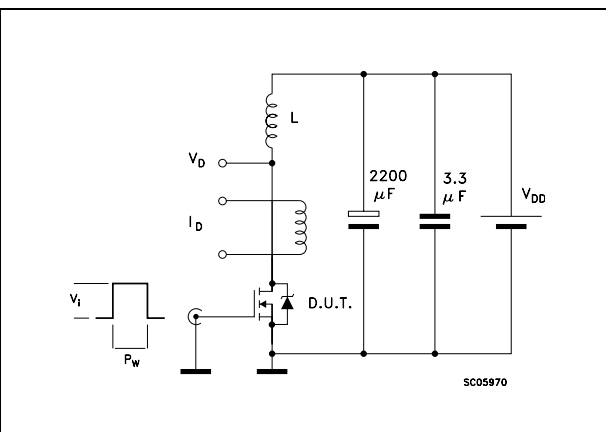 L
V_D
2200
μF
3.3
μF
V_DD
I_D
V_i
D.U.T.
P_W
SC05970